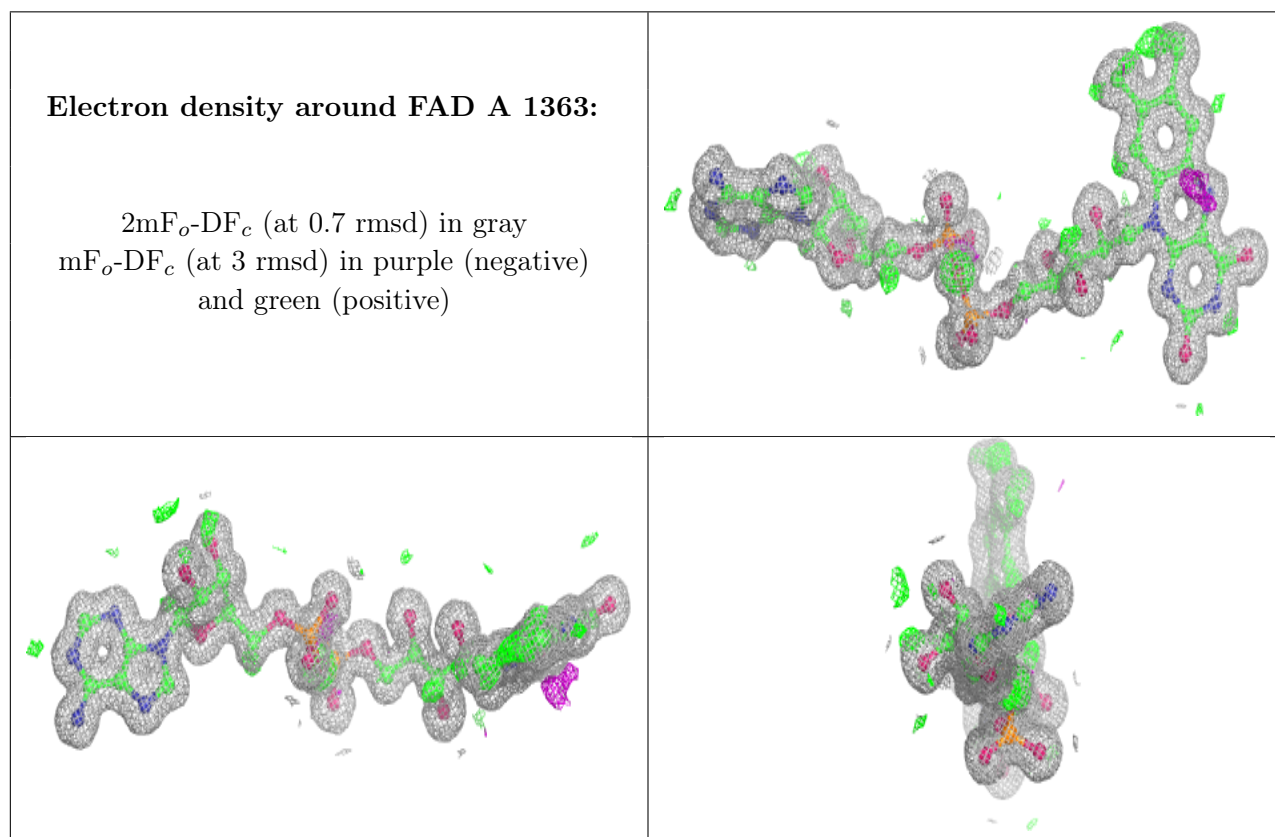 Electron density around FAD A 1363:
2mFo-DFc (at 0.7 rmsd) in gray
mFo-DFc (at 3 rmsd) in purple (negative)
and green (positive)